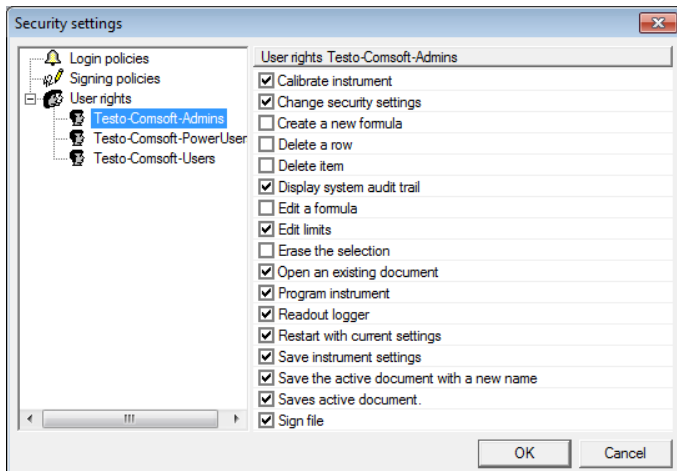 Security settings
Login policies
Signing policies
User rights
Testo-Comsoft-Admins
Testo-Comsoft-PowerUser
Testo-Comsoft-Users
User rights Testo-Comsoft-Admins
Calibrate instrument
Change security settings
Create a new formula
Delete a row
Delete item
Display system audit trail
Edit a formula
Edit limits
Erase the selection
Open an existing document
Program instrument
Readout logger
Restart with current settings
Save instrument settings
Save the active document with a new name
Saves active document.
Sign file
OK
Cancel